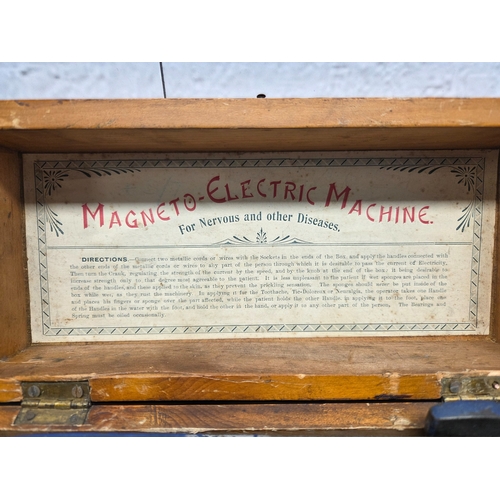 MAGNETO-ELECTRIC MACHINE.
For Nervous and other Diseases.
DIRECTIONS.—Connect two metallic cords or wires with the Sockets in the ends of the Box, and apply the handles connected with
the other ends of the metallic cords or wires to any part of the person through which it is desirable to pass the current of Electricity.
Then turn the Crank, regulating the strength of the current by the speed, and by the knob at the end of the box; it being desirable to
increase strength only to that degree most agreeable to the patient. It is less unpleasant to the patient if wet sponges are placed in the
ends of the handles, and these applied to the skin, as they prevent the prickling sensation. The sponges should never be put inside of the
box while wet, as they rust the machinery. In applying it for the Toothache, Tic-Doloreux or Neuralgia, the operator takes one Handle
and places his fingers or sponge over the part affected, while the patient holds the other Handle. In applying it to the foot, place one
of the Handles in the water with the foot, and hold the other in the hand, or apply it to any other part of the person. The Bearings and
Spring must be oiled occasionally.